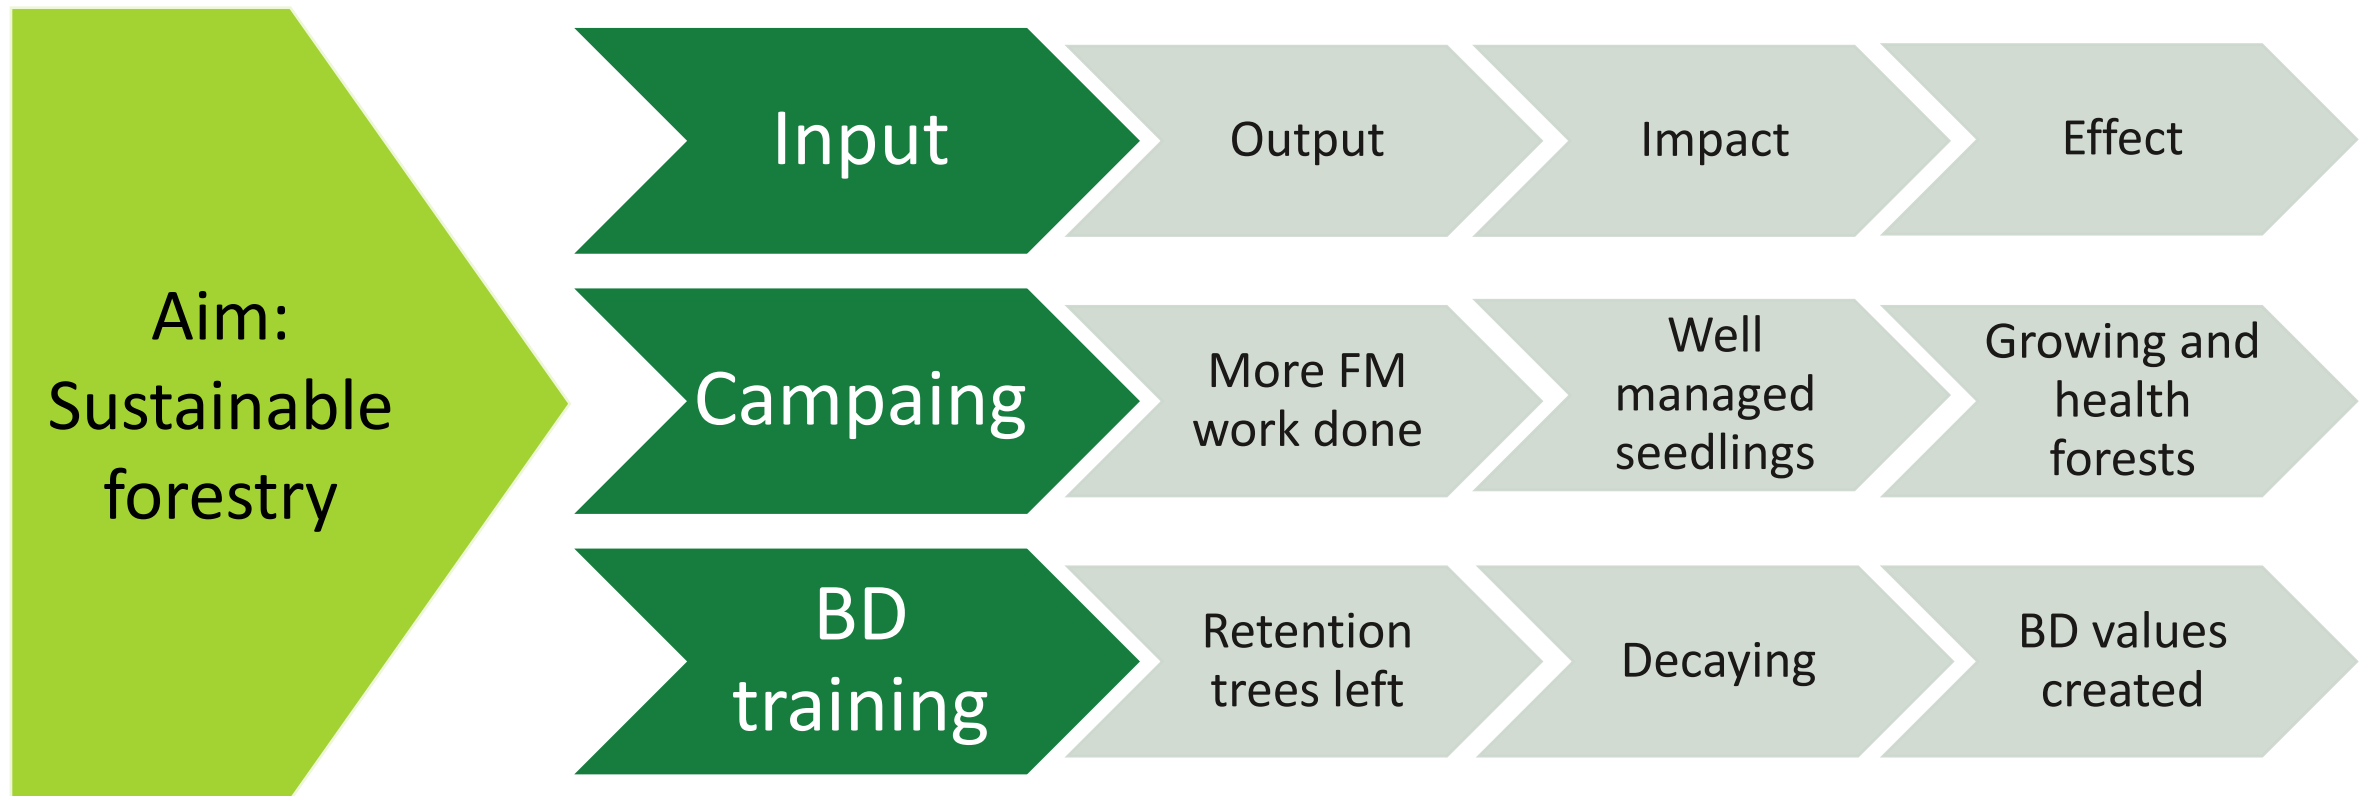 Aim:
Sustainable
forestry
Input
Output
Impact
Effect
Campaing
More FM
work done
Well
managed
seedlings
Growing and
health
forests
BD
training
Retention
trees left
Decaying
BD values
created